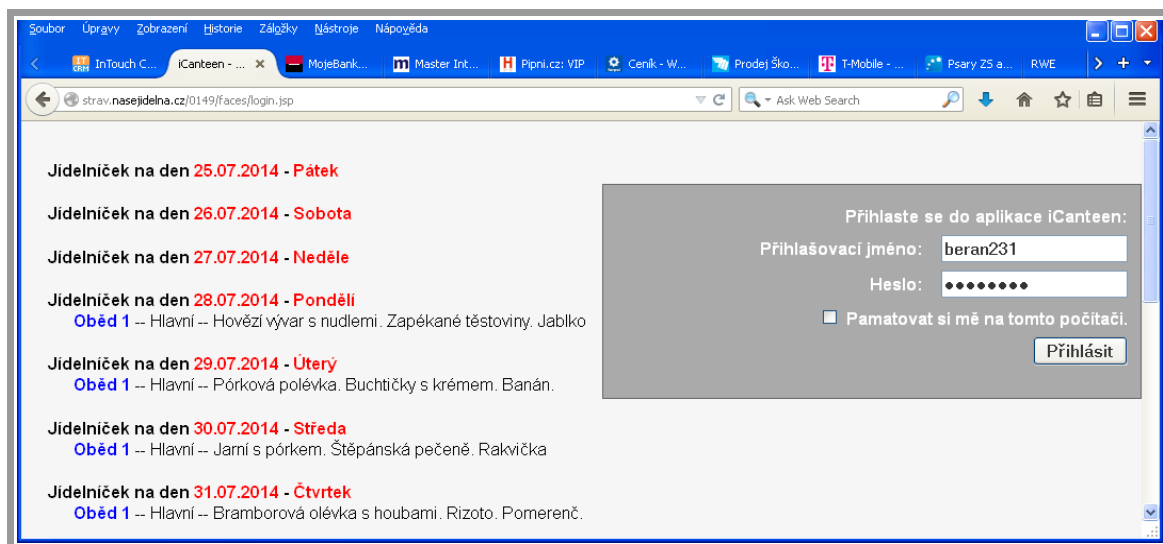 Soubor Úpravy Zobrazení Historie Záložky Nástroje Nápověda
InTouch C... iCanteen - ... MojeBank... Master Int... Pipni.cz: VIP Ceník - W... Prodej Ško... T-Mobile - ... Psary ZS a... RWE
strav.nasejidelna.cz/0149/faces/login.jsp Ask Web Search
Jídelníček na den 25.07.2014 - Pátek
Jídelníček na den 26.07.2014 - Sobota
Jídelníček na den 27.07.2014 - Neděle
Jídelníček na den 28.07.2014 - Pondělí
Oběd 1 -- Hlavní -- Hovězí vývar s nudlemi. Zapékané těstoviny. Jablko
Jídelníček na den 29.07.2014 - Úterý
Oběd 1 -- Hlavní -- Pórková polévka. Buchtičky s krémem. Banán.
Jídelníček na den 30.07.2014 - Středa
Oběd 1 -- Hlavní -- Jarní s pórkem. Štěpánská pečeně. Rakvička
Jídelníček na den 31.07.2014 - Čtvrtek
Oběd 1 -- Hlavní -- Bramborová olévka s houbami. Rizoto. Pomerenč.
Přihlaste se do aplikace iCanteen:
Přihlašovací jméno: beran231
Heslo: ●●●●●●●●
Pamatovat si mě na tomto počítači.
Přihlásit